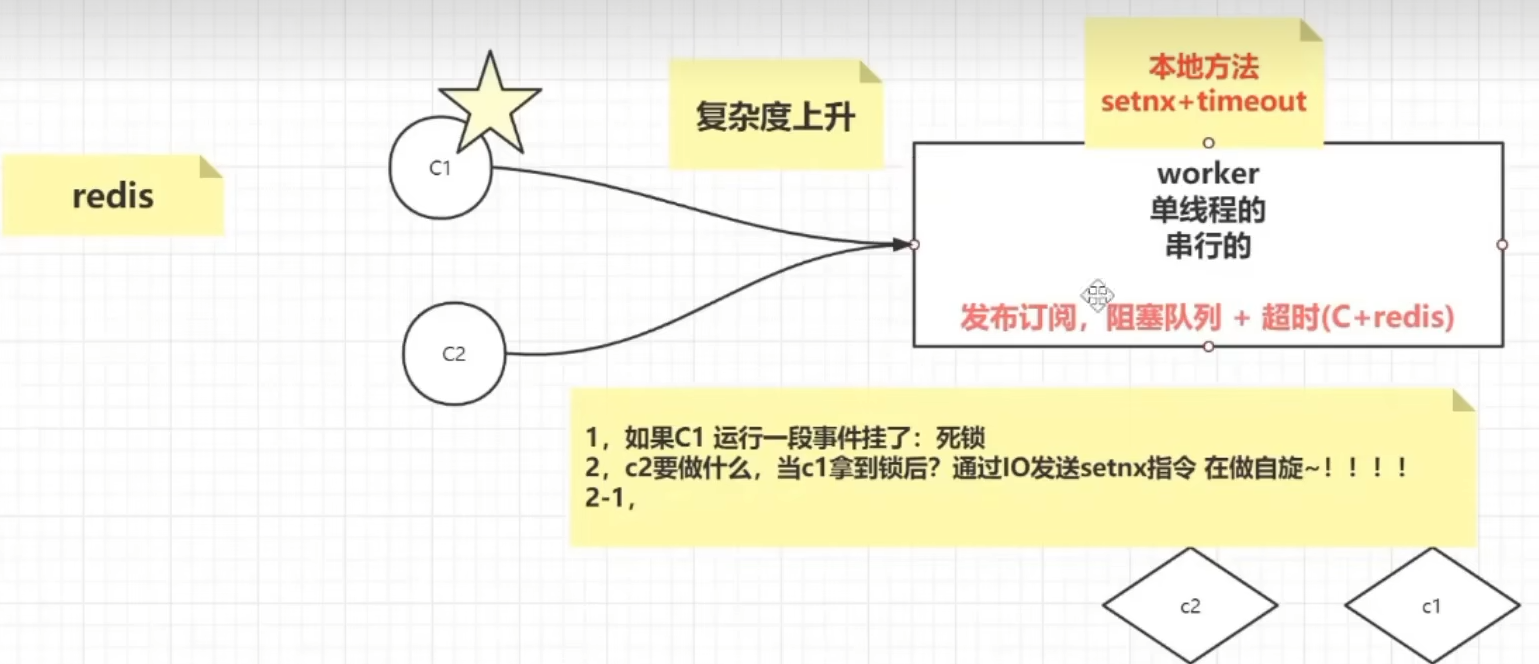 redis
C1
复杂度上升
本地方法
setnx+timeout
worker
单线程的
串行的
发布订阅，阻塞队列 + 超时(C+redis)
C2
1，如果C1 运行一段事件挂了：死锁
2，c2要做什么，当c1拿到锁后？通过IO发送setnx指令 在做自旋~！！！！
2-1，
c2
c1